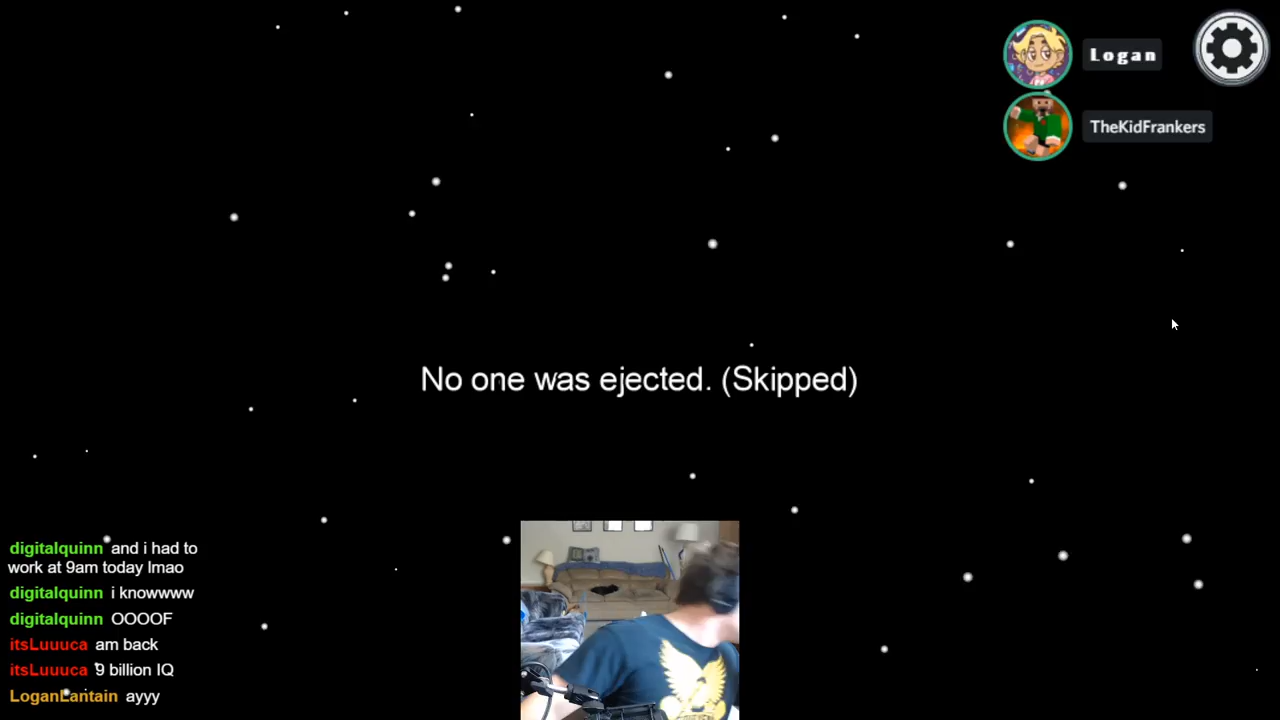 Logan
TheKidFrankers
No one was ejected. (Skipped)
digitalquinn and i had to
work at 9am today lmao
digitalquinn i knowwww
digitalquinn OOOOF
itsLuuuca am back
itsLuuuca 9 billion IQ
LoganLantain ayyy